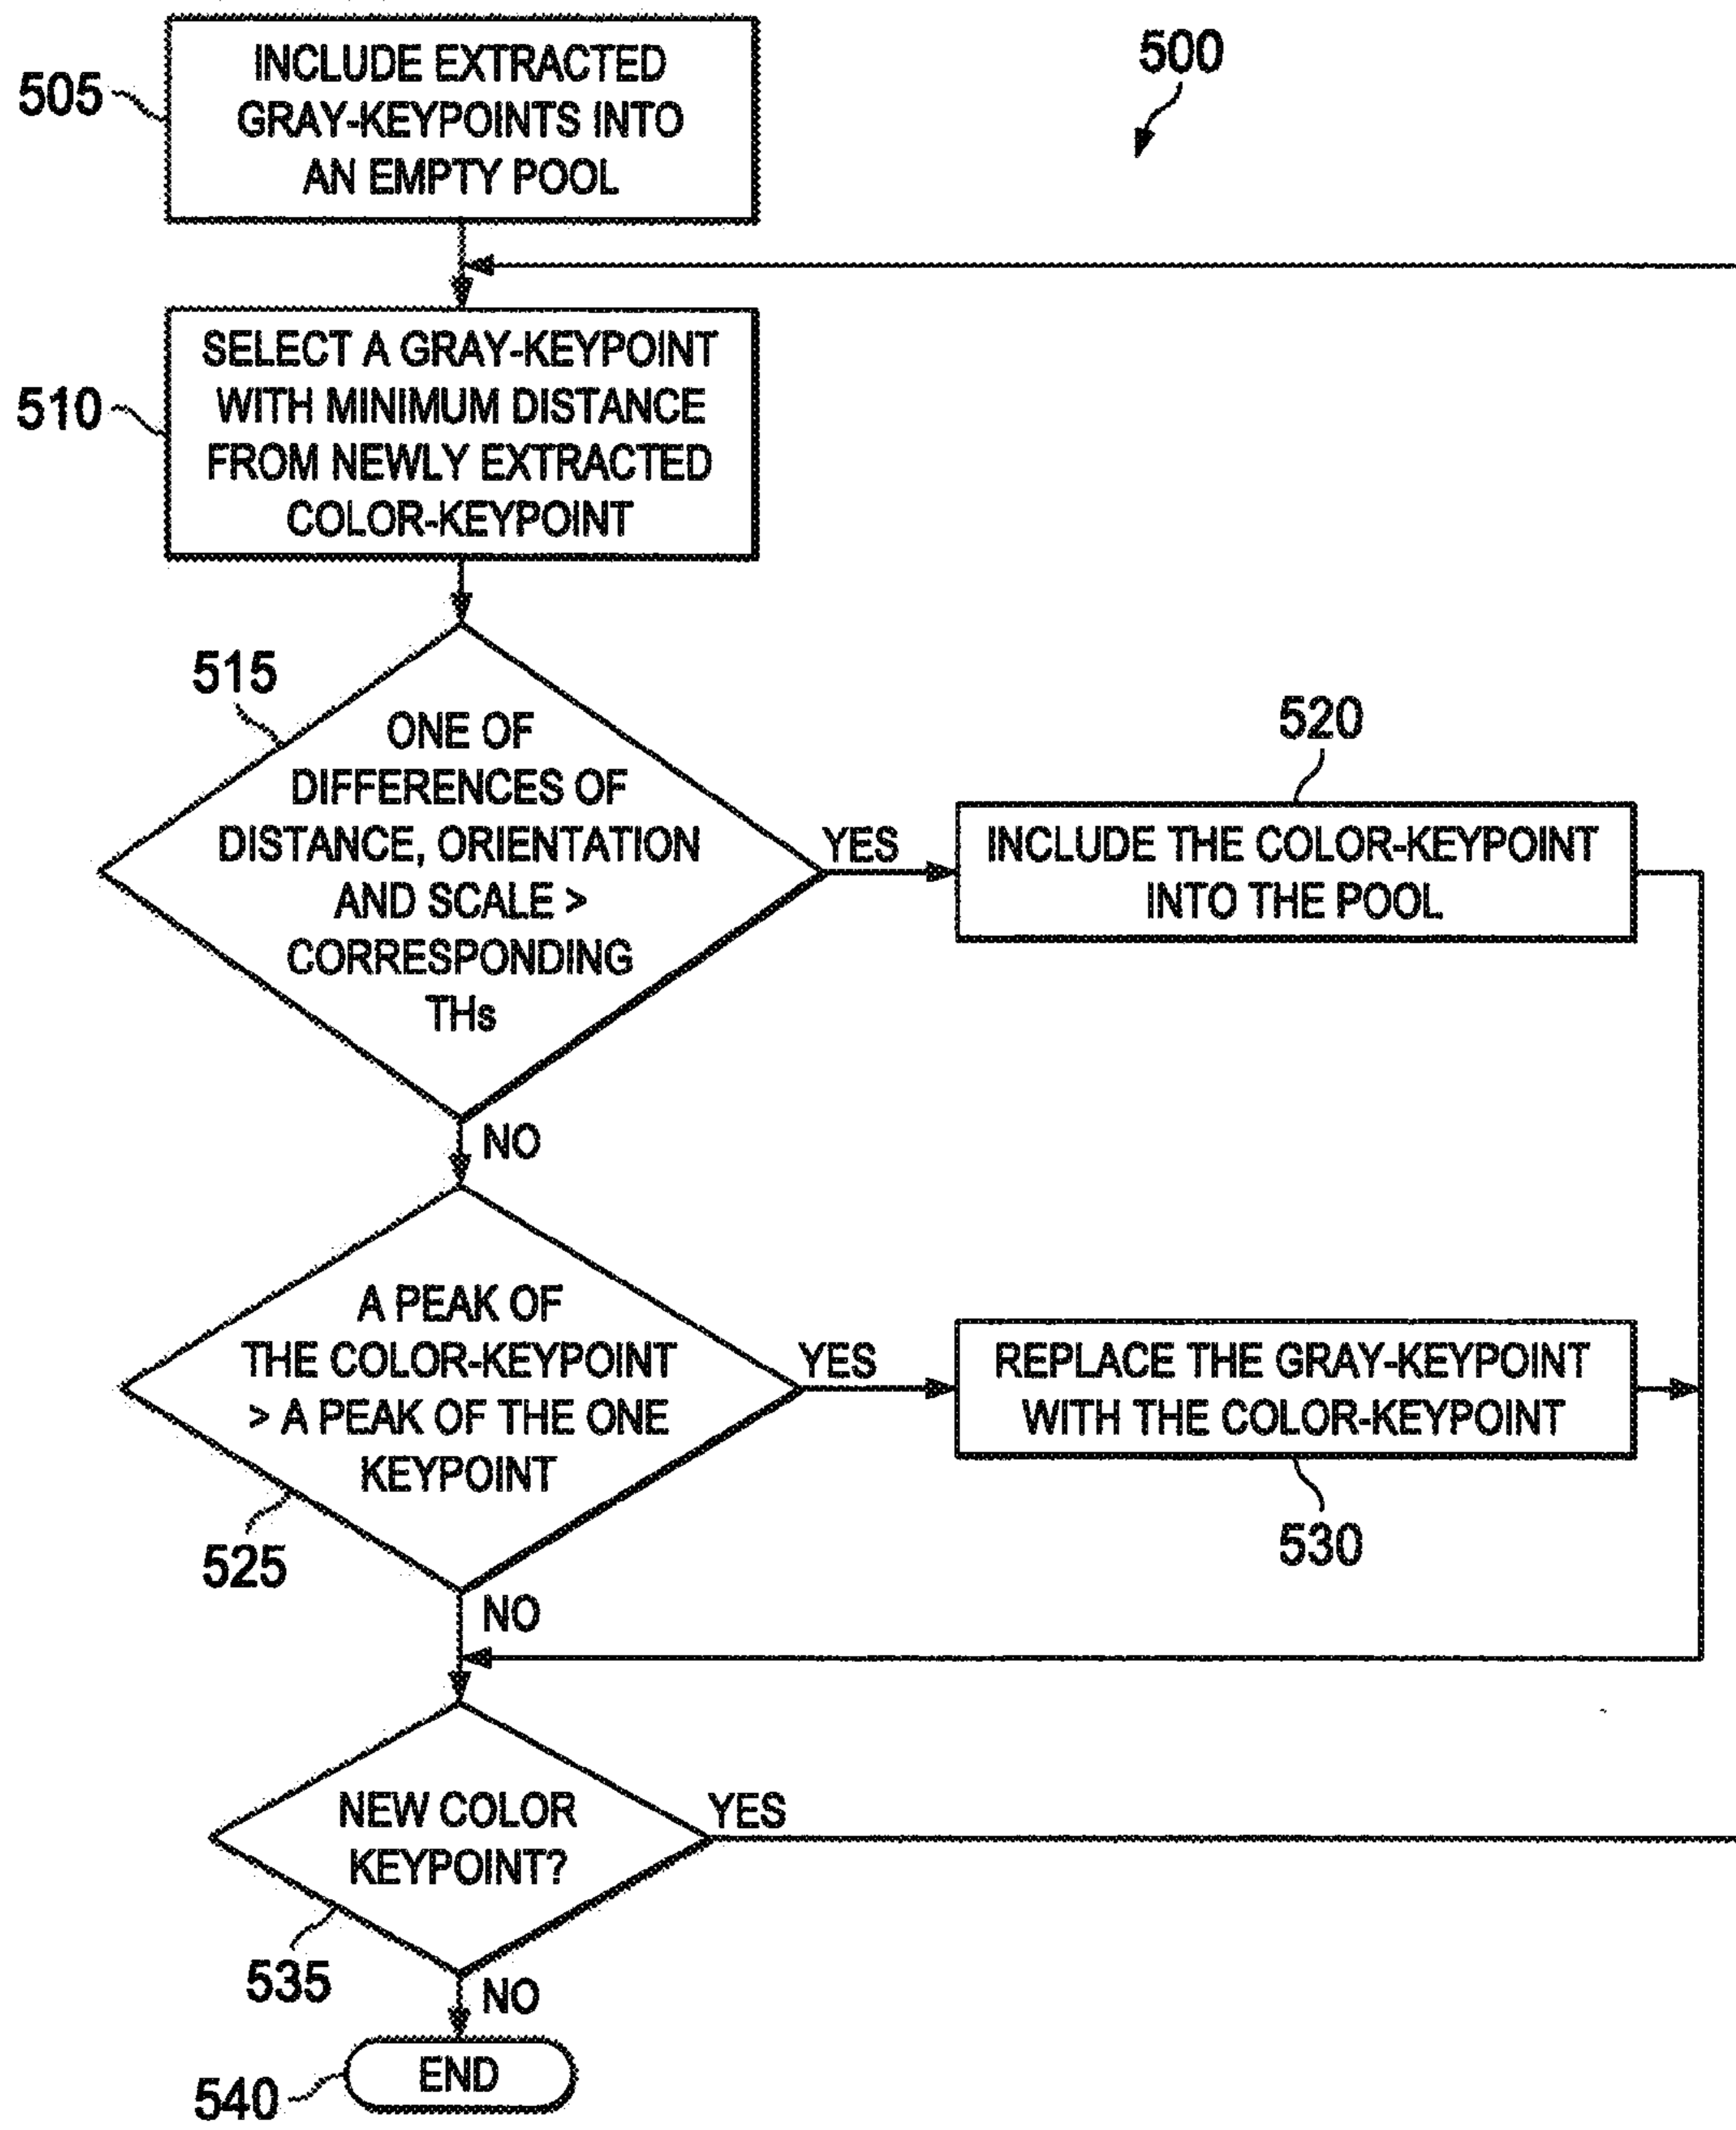 500
505
INCLUDE EXTRACTED
GRAY-KEYPOINTS INTO
AN EMPTY POOL
510
SELECT A GRAY-KEYPOINT
WITH MINIMUM DISTANCE
FROM NEWLY EXTRACTED
COLOR-KEYPOINT
515
ONE OF
DIFFERENCES OF
DISTANCE, ORIENTATION
AND SCALE >
CORRESPONDING
THs
YES
520
INCLUDE THE COLOR-KEYPOINT
INTO THE POOL
NO
A PEAK OF
THE COLOR-KEYPOINT
> A PEAK OF THE ONE
KEYPOINT
525
YES
REPLACE THE GRAY-KEYPOINT
WITH THE COLOR-KEYPOINT
530
NO
NEW COLOR
KEYPOINT?
535
YES
NO
END
540